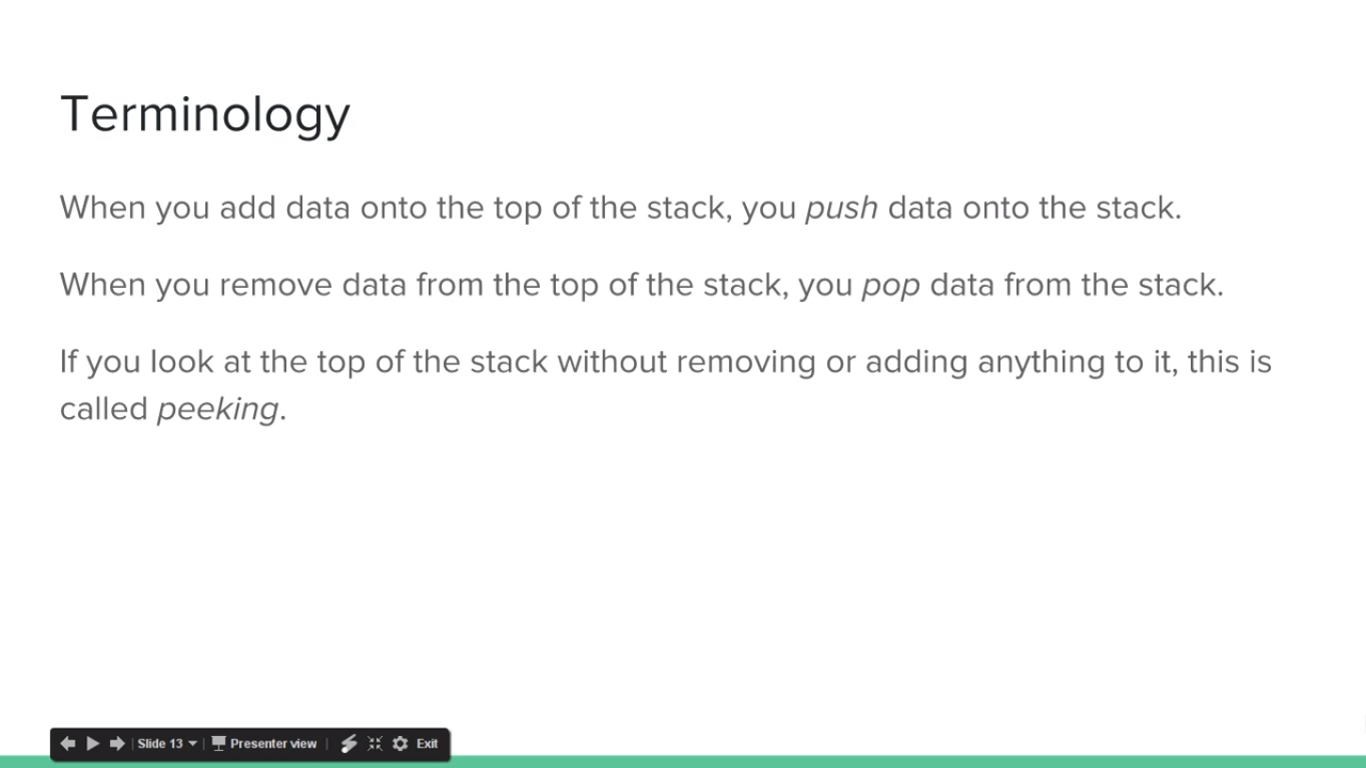 Terminology
When you add data onto the top of the stack, you push data onto the stack.
When you remove data from the top of the stack, you pop data from the stack.
If you look at the top of the stack without removing or adding anything to it, this is
called peeking.
Slide 13 Presenter view Exit